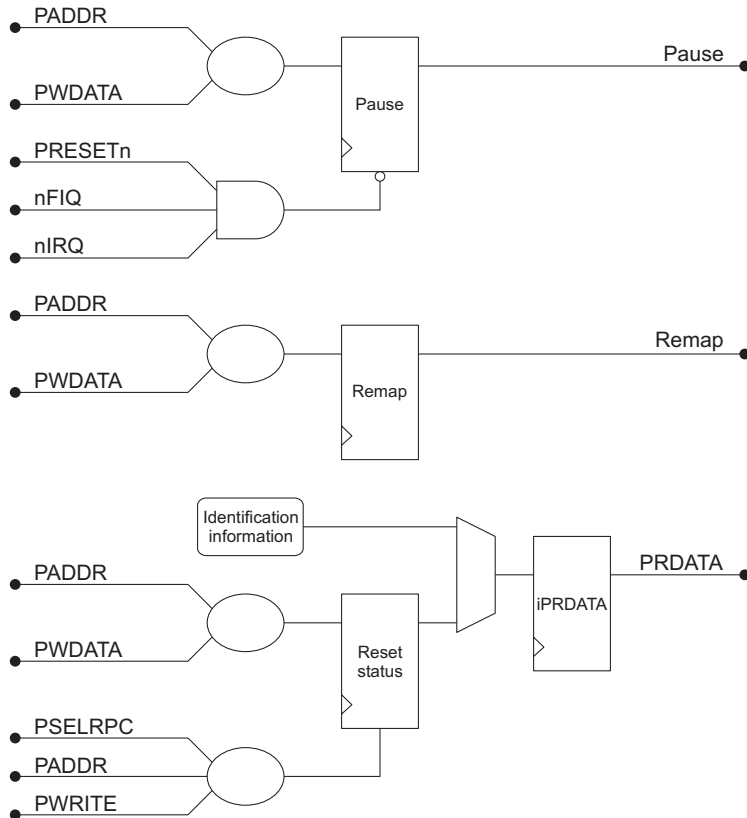 PADDR
Pause
PWDATA
Pause
PRESETn
nFIQ
nIRQ
PADDR
Remap
PWDATA
Remap
Identification
information
PADDR
PRDATA
iPRDATA
PWDATA
Reset
status
PSELRPC
PADDR
PWRITE